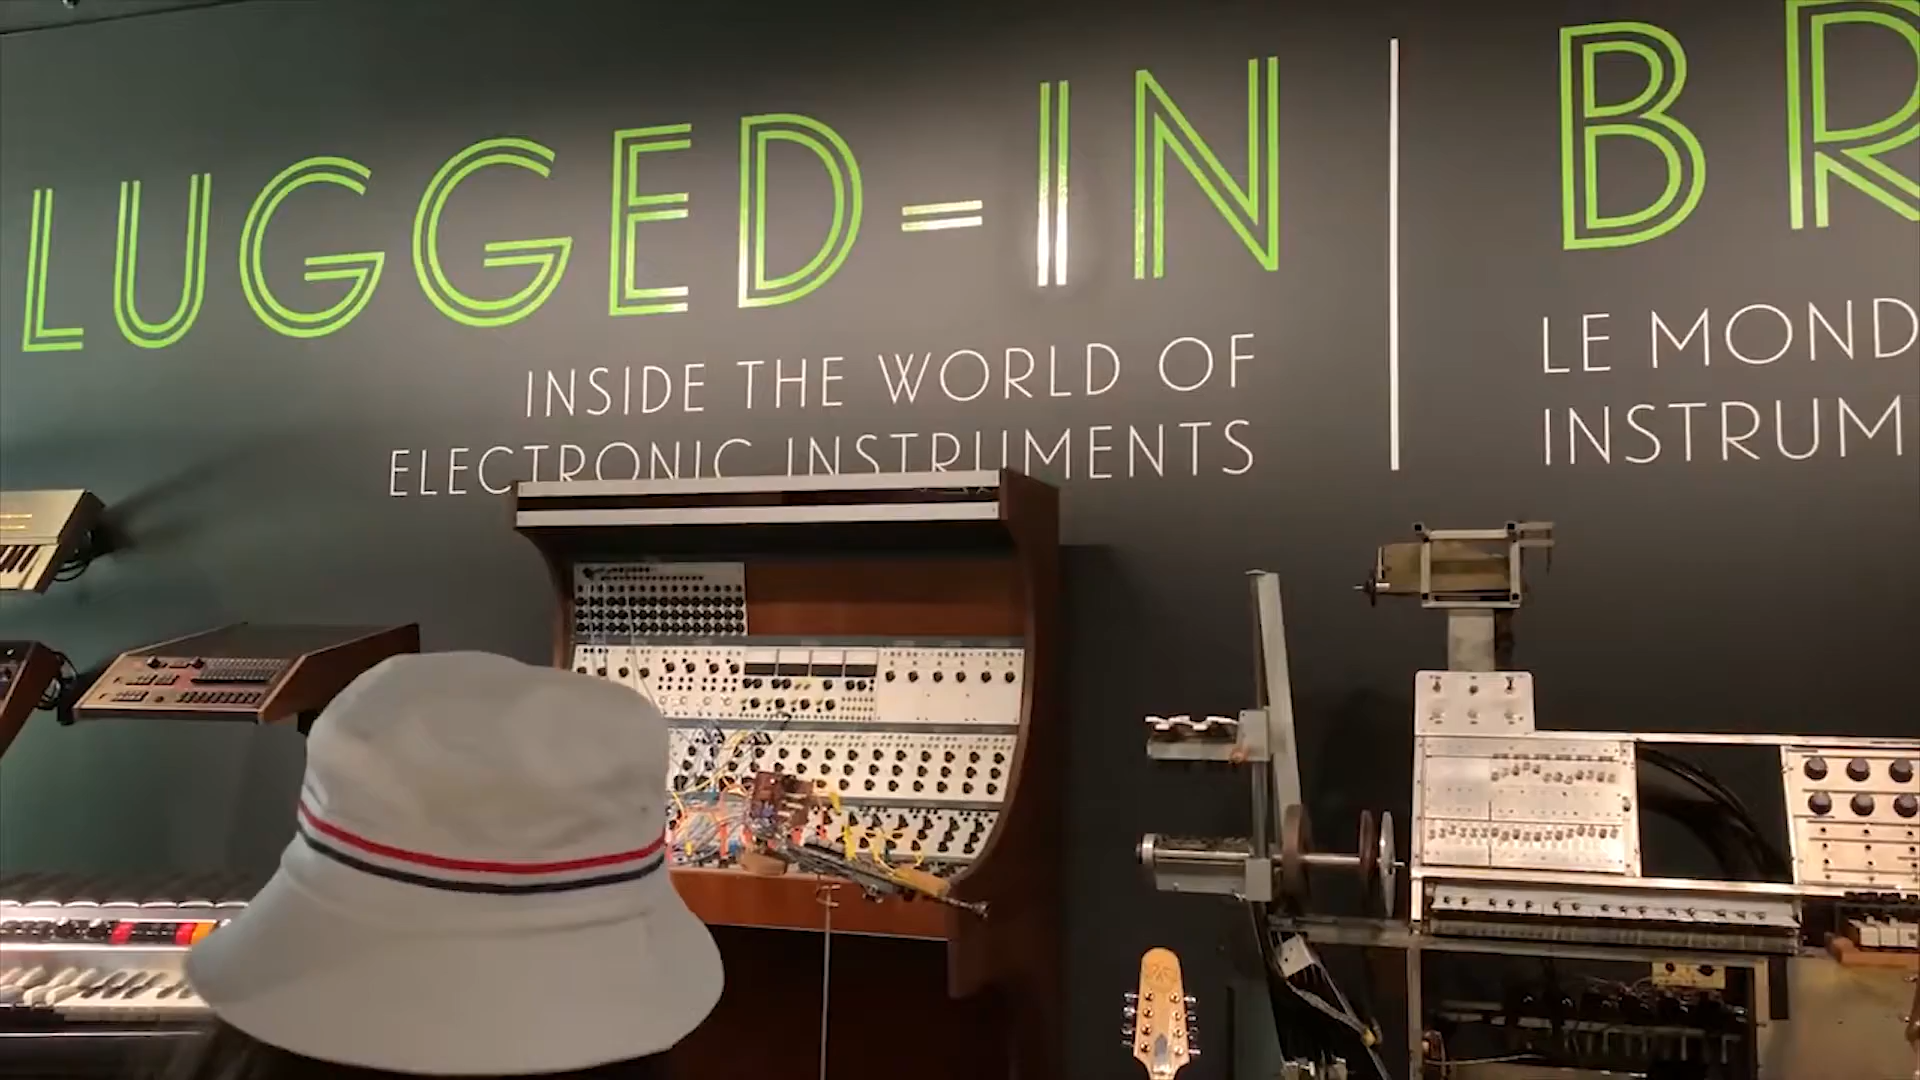 LUGGED-IN
INSIDE THE WORLD OF
ELECTRONIC INSTRUMENTS
BR
LE MOND
INSTRUM